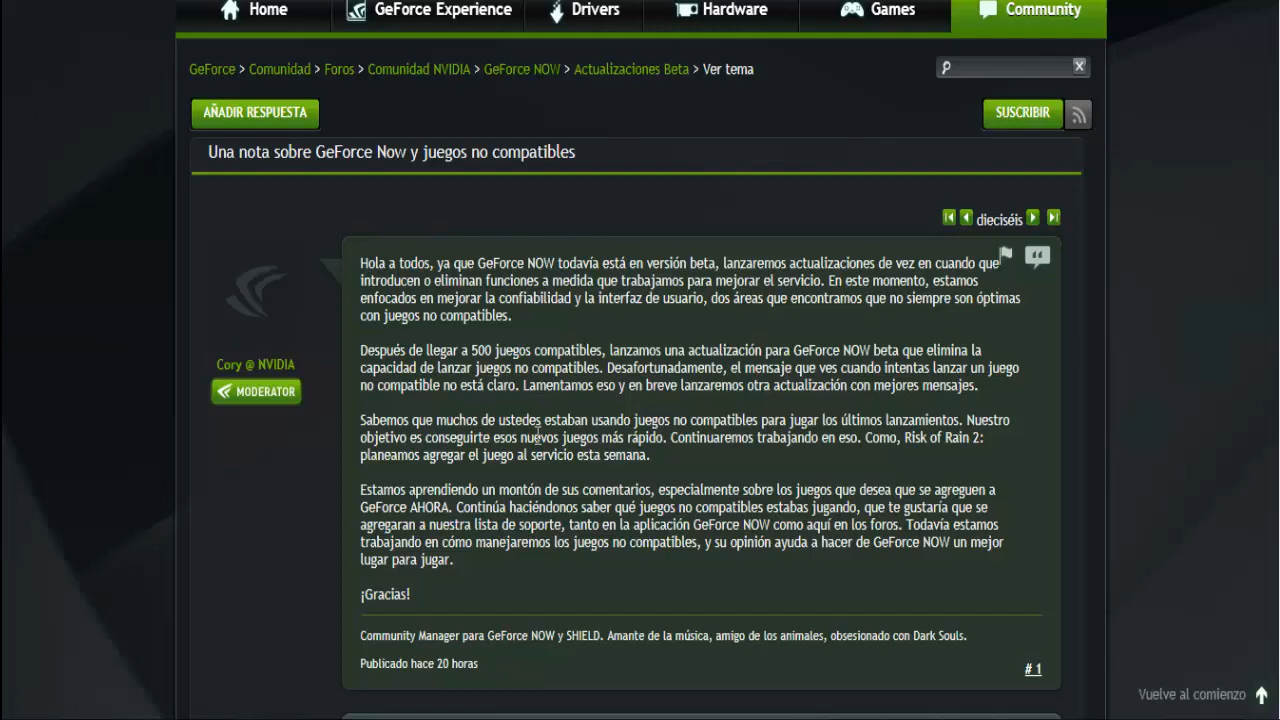 Home GeForce Experience Drivers Hardware Games Community
GeForce > Comunidad > Foros > Comunidad NVIDIA > GeForce NOW > Actualizaciones Beta > Ver tema
AÑADIR RESPUESTA
SUSCRIBIR
Una nota sobre GeForce Now y juegos no compatibles
dieciséis
Cory @ NVIDIA
MODERATOR
Hola a todos, ya que GeForce NOW todavía está en versión beta, lanzaremos actualizaciones de vez en cuando que
introducen o eliminan funciones a medida que trabajamos para mejorar el servicio. En este momento, estamos
enfocados en mejorar la confiabilidad y la interfaz de usuario, dos áreas que encontramos que no siempre son óptimas
con juegos no compatibles.
Después de llegar a 500 juegos compatibles, lanzamos una actualización para GeForce NOW beta que elimina la
capacidad de lanzar juegos no compatibles. Desafortunadamente, el mensaje que ves cuando intentas lanzar un juego
no compatible no está claro. Lamentamos eso y en breve lanzaremos otra actualización con mejores mensajes.
Sabemos que muchos de ustedes estaban usando juegos no compatibles para jugar los últimos lanzamientos. Nuestro
objetivo es conseguirte esos nuevos juegos más rápido. Continuaremos trabajando en eso. Como, Risk of Rain 2:
planeamos agregar el juego al servicio esta semana.
Estamos aprendiendo un montón de sus comentarios, especialmente sobre los juegos que desea que se agreguen a
GeForce AHORA. Continúa haciéndonos saber qué juegos no compatibles estabas jugando, que te gustaría que se
agregaran a nuestra lista de soporte, tanto en la aplicación GeForce NOW como aquí en los foros. Todavía estamos
trabajando en cómo manejaremos los juegos no compatibles, y su opinión ayuda a hacer de GeForce NOW un mejor
lugar para jugar.
¡Gracias!
Community Manager para GeForce NOW y SHIELD. Amante de la música, amigo de los animales, obsesionado con Dark Souls.
Publicado hace 20 horas
# 1
Vuelve al comienzo